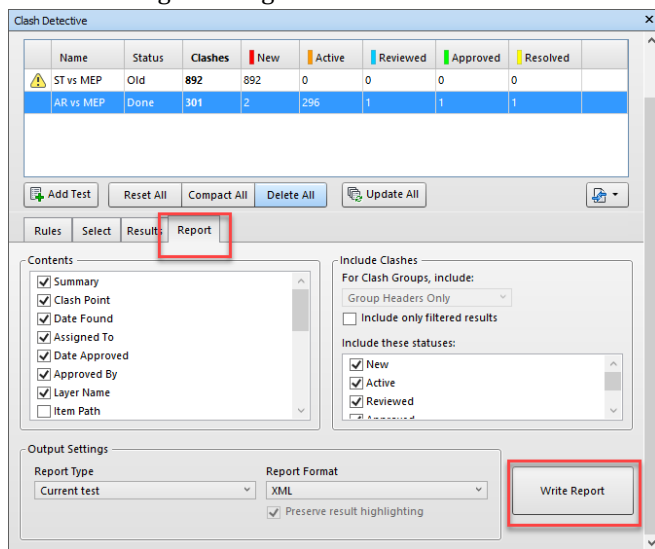 Clash Detective
Name Status Clashes New Active Reviewed Approved Resolved
ST vs MEP Old 892 892 0 0 0 0
AR vs MEP Done 301 2 296 1 1 1
Add Test Reset All Compact All Delete All Update All
Rules Select Results Report
Contents
Summary
Clash Point
Date Found
Assigned To
Date Approved
Approved By
Layer Name
Item Path
Include Clashes
For Clash Groups, include:
Group Headers Only
Include only filtered results
Include these statuses:
New
Active
Reviewed
Output Settings
Report Type
Current test
Report Format
XML
Preserve result highlighting
Write Report